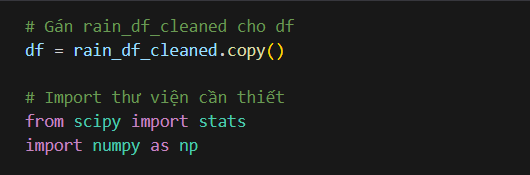 # Gán rain_df_cleaned cho df
df = rain_df_cleaned.copy()
# Import thư viện cần thiết
from scipy import stats
import numpy as np